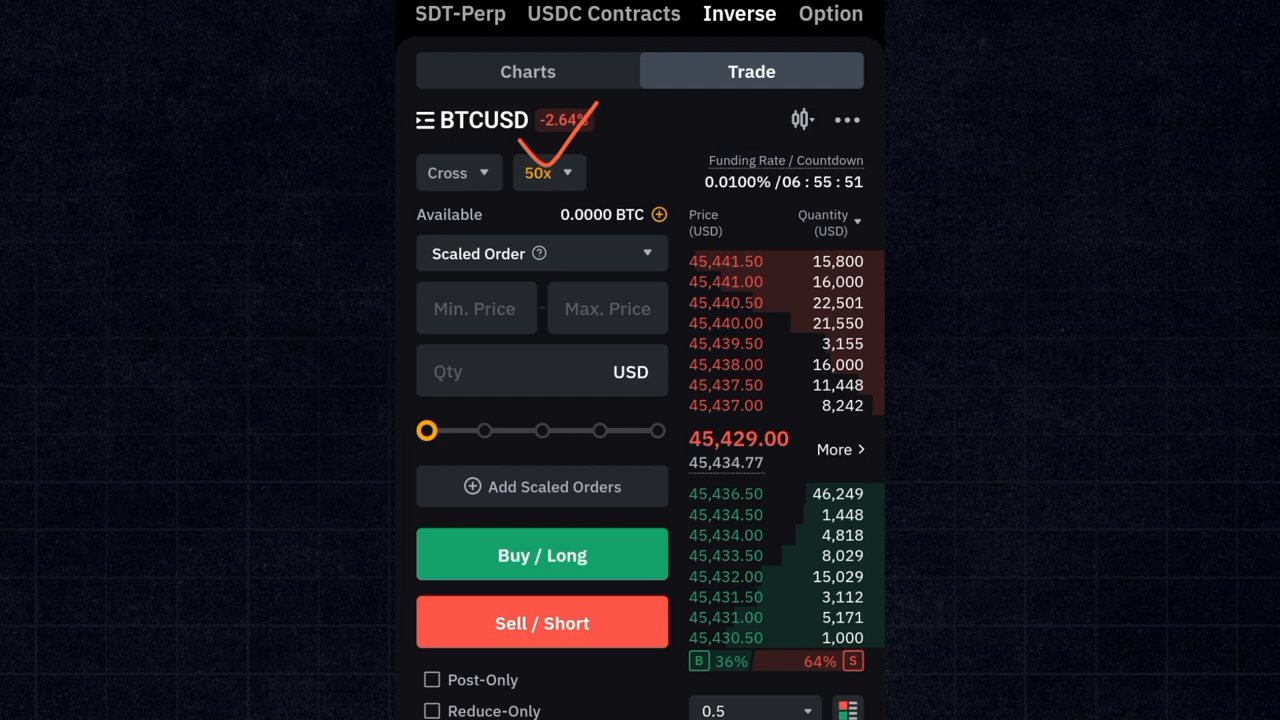 SDT-Perp USDC Contracts Inverse Option
Charts Trade
BTCUSD -2.64%
Cross 50x
Funding Rate / Countdown
0.0100% /06 : 55 : 51
Available 0.0000 BTC
Scaled Order ?
Min. Price - Max. Price
Qty USD
Add Scaled Orders
Buy / Long
Sell / Short
Post-Only
Reduce-Only
Price Quantity
(USD) (USD)
45,441.50 15,800
45,441.00 16,000
45,440.50 22,501
45,440.00 21,550
45,439.50 3,155
45,438.00 16,000
45,437.50 11,448
45,437.00 8,242
45,429.00
45,434.77
More >
45,436.50 46,249
45,434.50 1,448
45,434.00 4,818
45,433.50 8,029
45,432.00 15,029
45,431.50 3,112
45,431.00 5,171
45,430.50 1,000
B 36% 64% S
0.5